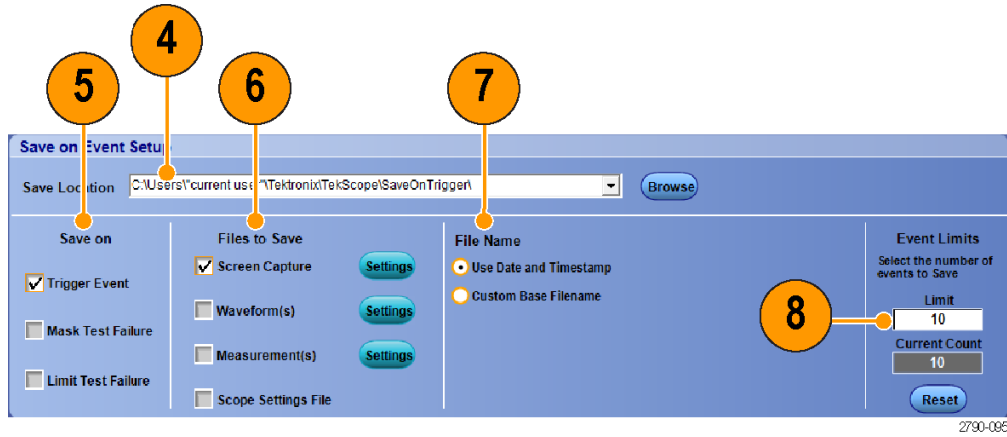 4
5
6
7
Save on Event Setup
Save Location C:\Users\"current user"\Tektronix\TekScope\SaveOnTrigger\ Browse
Save on
Trigger Event
Mask Test Failure
Limit Test Failure
Files to Save
Screen Capture Settings
Waveform(s) Settings
Measurement(s) Settings
Scope Settings File
File Name
Use Date and Timestamp
Custom Base Filename
8
Event Limits
Select the number of
events to Save
Limit
10
Current Count
10
Reset
2790-095